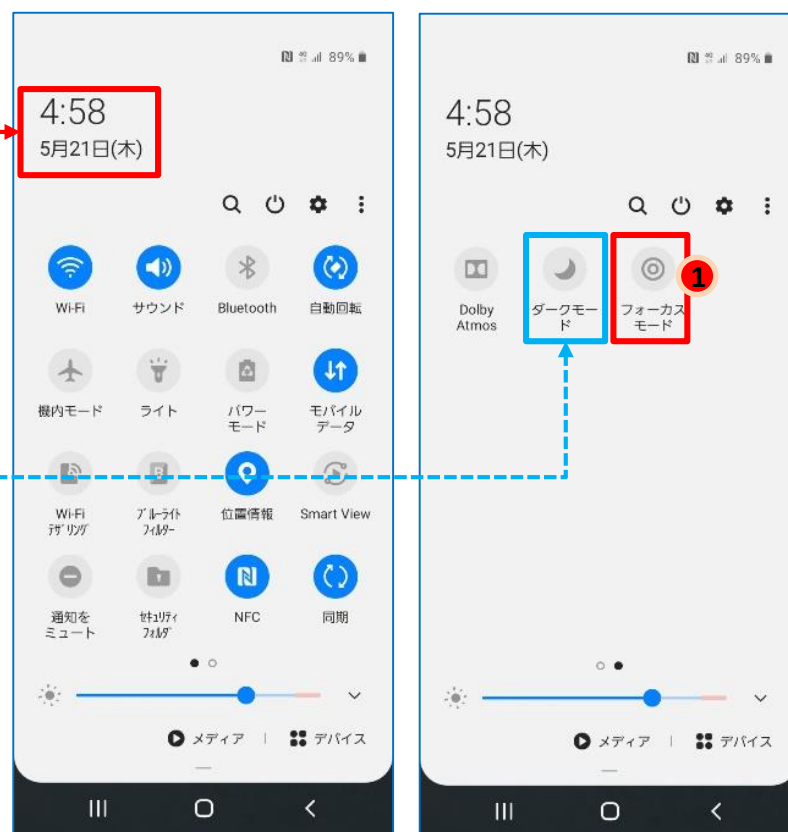 89%
4:58
5月21日(木)
Wi-Fi
サウンド
Bluetooth
自動回転
機内モード
ライト
パワー
モード
モバイル
データ
Wi-Fi
ﾃｻﾞﾘﾝｸﾞ
ﾌﾞﾙｰﾗｲﾄ
ﾌｨﾙﾀｰ
位置情報
Smart View
通知を
ミュート
ｾｷｭﾘﾃｨ
ﾌｫﾙﾀﾞ
NFC
同期
メディア
デバイス
89%
4:58
5月21日(木)
Dolby
Atmos
ダークモー
ド
フォーカス
モード
1
メディア
デバイス